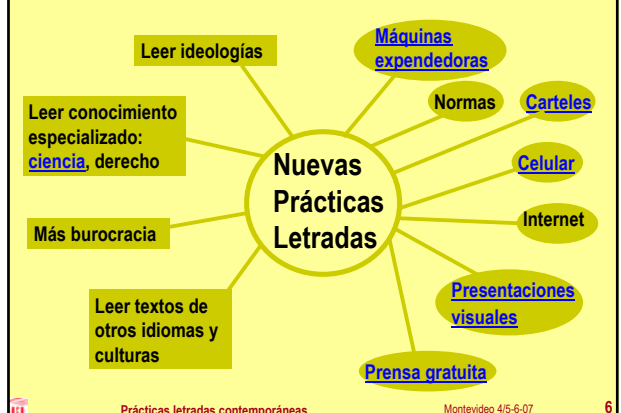 Leer ideologías
Leer conocimiento
especializado:
ciencia, derecho
Más burocracia
Leer textos de
otros idiomas y
culturas
Nuevas
Prácticas
Letradas
Máquinas
expendedoras
Normas
Carteles
Celular
Internet
Presentaciones
visuales
Prensa gratuita
Prácticas letradas contemporáneas
Montevideo 4/5-6-07
6